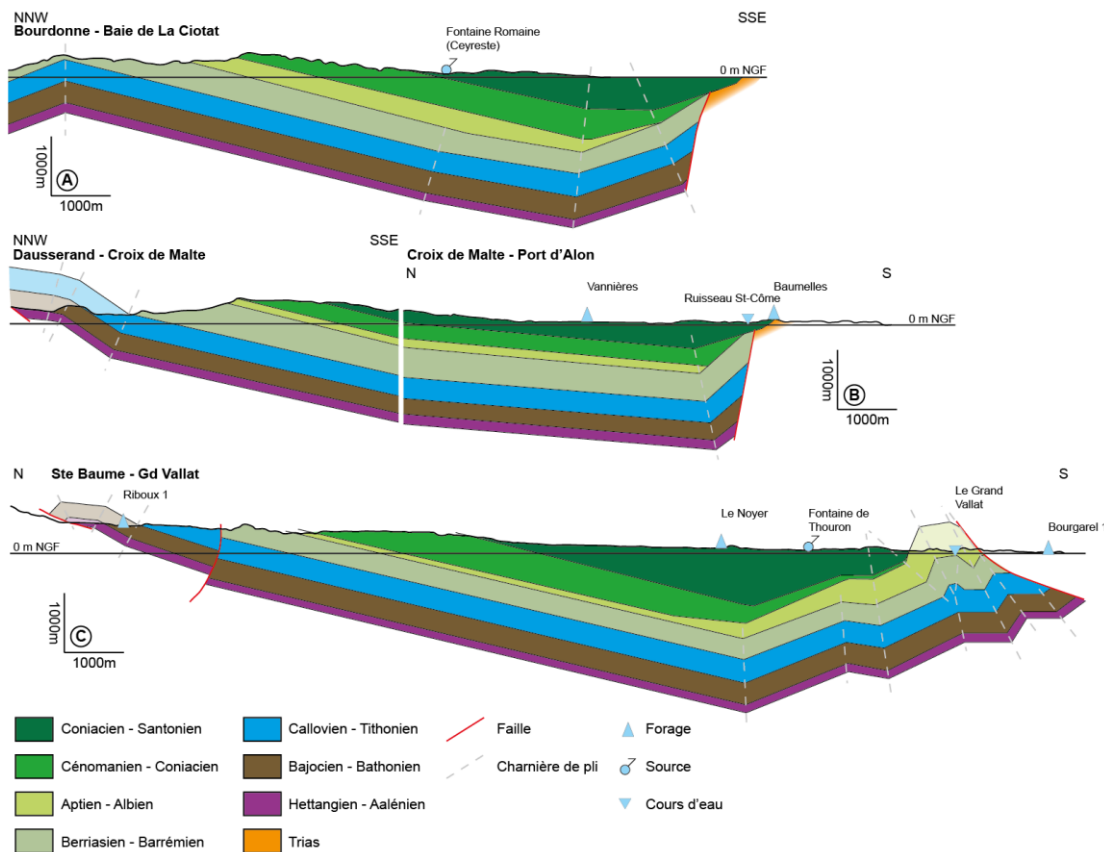 NNW
SSE
Bourdonne - Baie de La Ciotat
Fontaine Romaine
(Ceyreste)
0 m NGF
1000m
A
1000m
NNW
SSE
Dausserand - Croix de Malte
Croix de Malte - Port d'Alon
N
S
Vannières
Ruisseau St-Côme
Baumelles
0 m NGF
1000m
B
1000m
N
Ste Baume - Gd Vallat
S
Riboux 1
Le Noyer
Fontaine de
Thouron
Le Grand
Vallat
Bourgarel 1
0 m NGF
1000m
C
1000m
Coniacien - Santonien
Callovien - Tithonien
Faille
Forage
Cénomanien - Coniacien
Bajocien - Bathonien
Charnière de pli
Source
Aptien - Albien
Hettangien - Aalénien
Cours d'eau
Berriasien - Barrémien
Trias